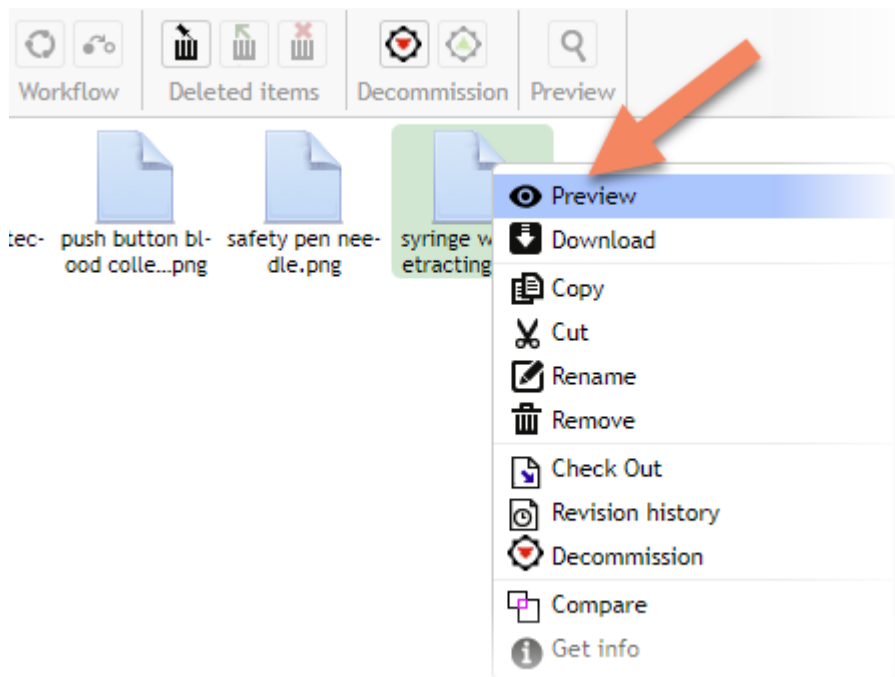 Workflow
Deleted items
Decommission
Preview
tec-
push button bl-
ood colle...png
safety pen nee-
dle.png
syringe w
etracting
Preview
Download
Copy
Cut
Rename
Remove
Check Out
Revision history
Decommission
Compare
Get info